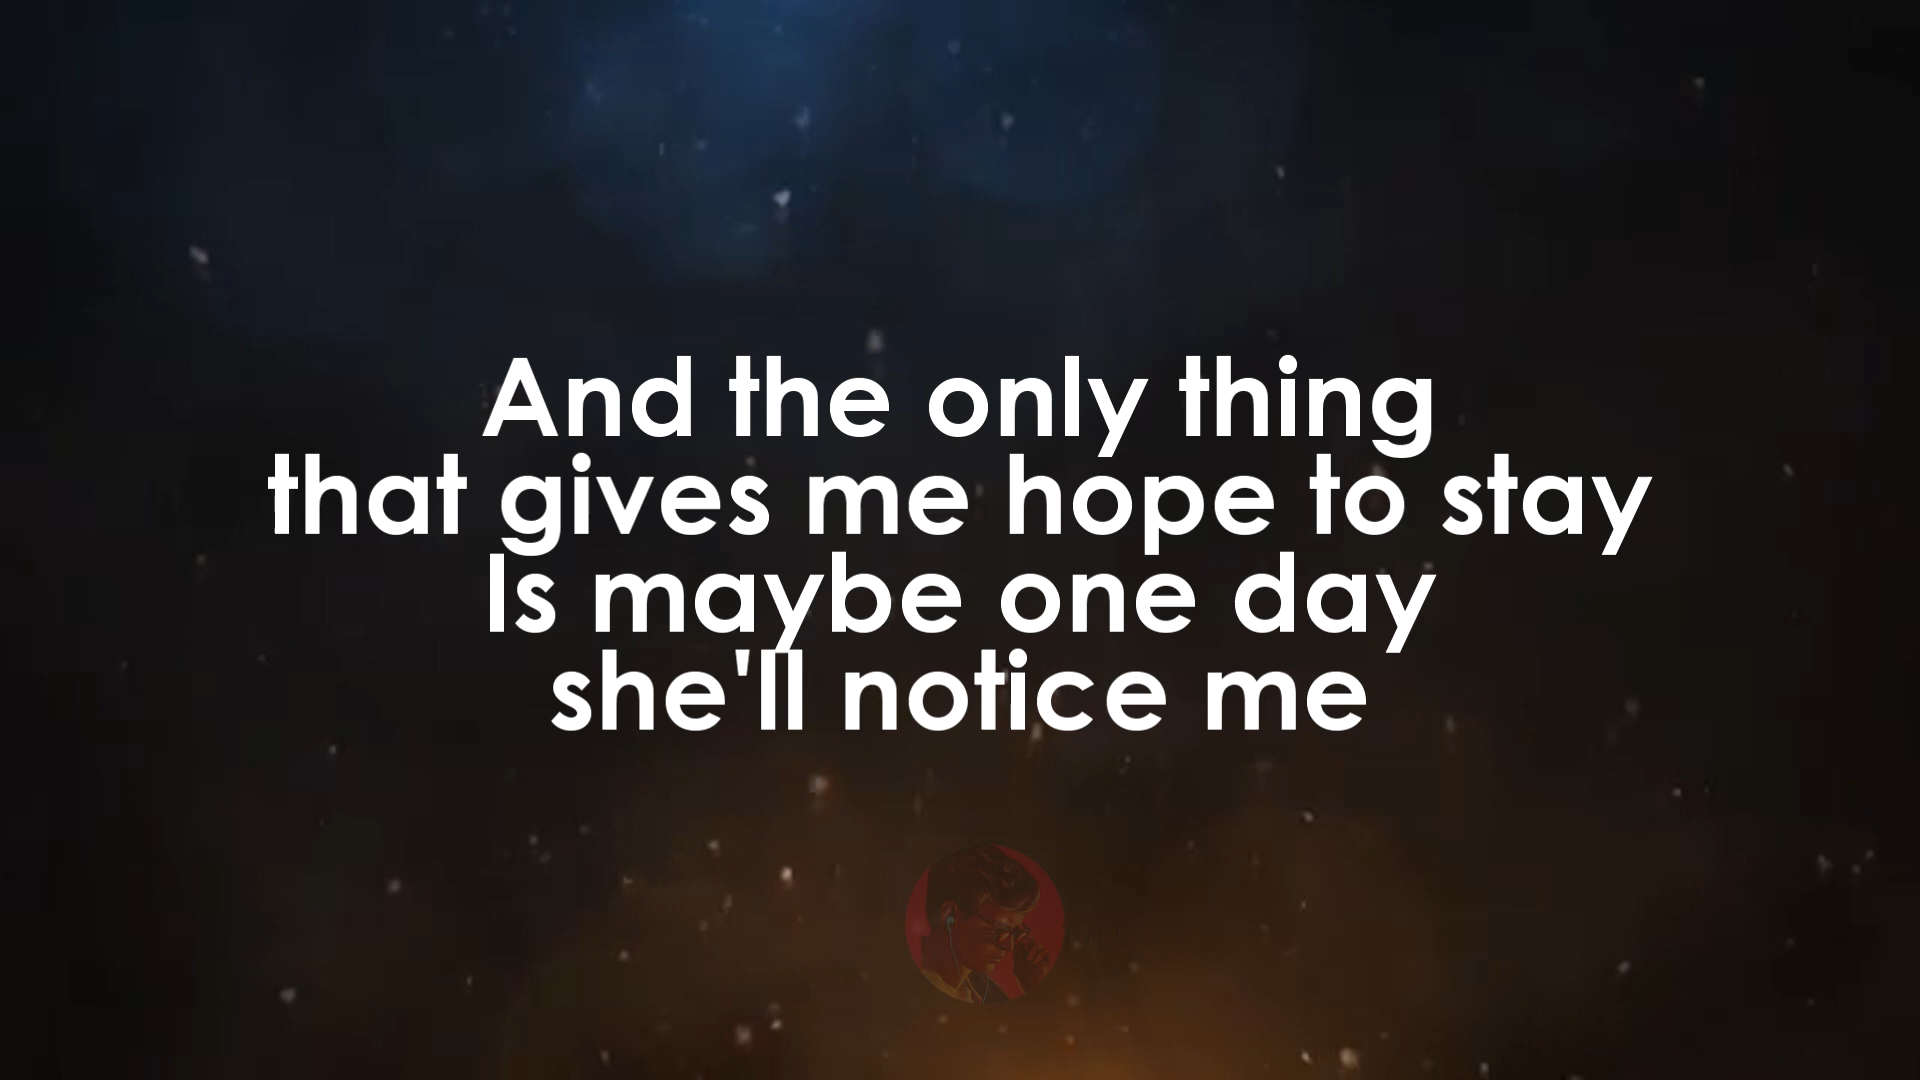 And the only thing
that gives me hope to stay
Is maybe one day
she'll notice me